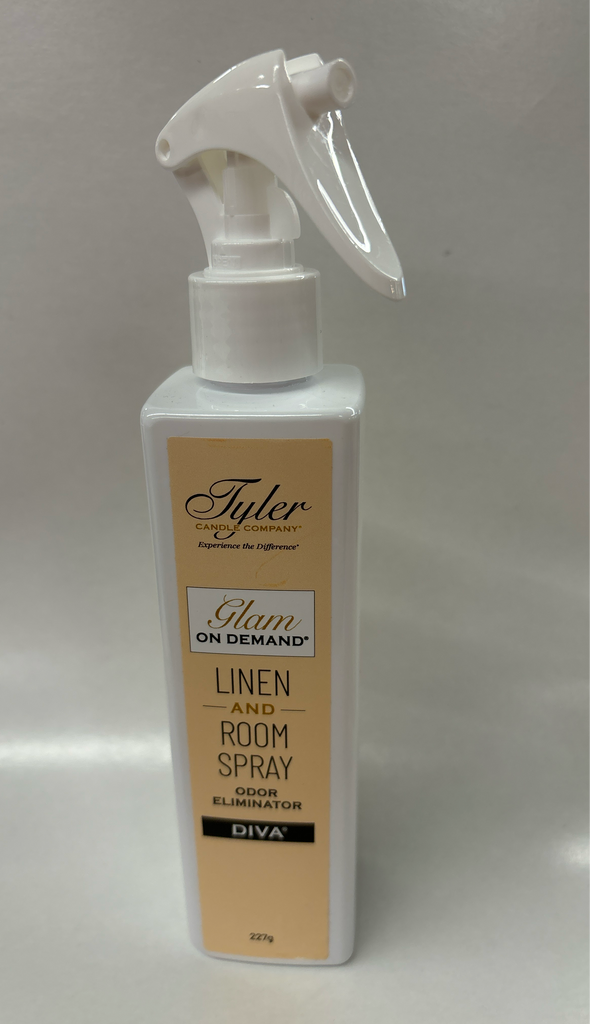 Tyler
CANDLE COMPANY®
Experience the Difference®
Glam
ON DEMAND®
LINEN
AND
ROOM
SPRAY
ODOR
ELIMINATOR
DIVA®
227g